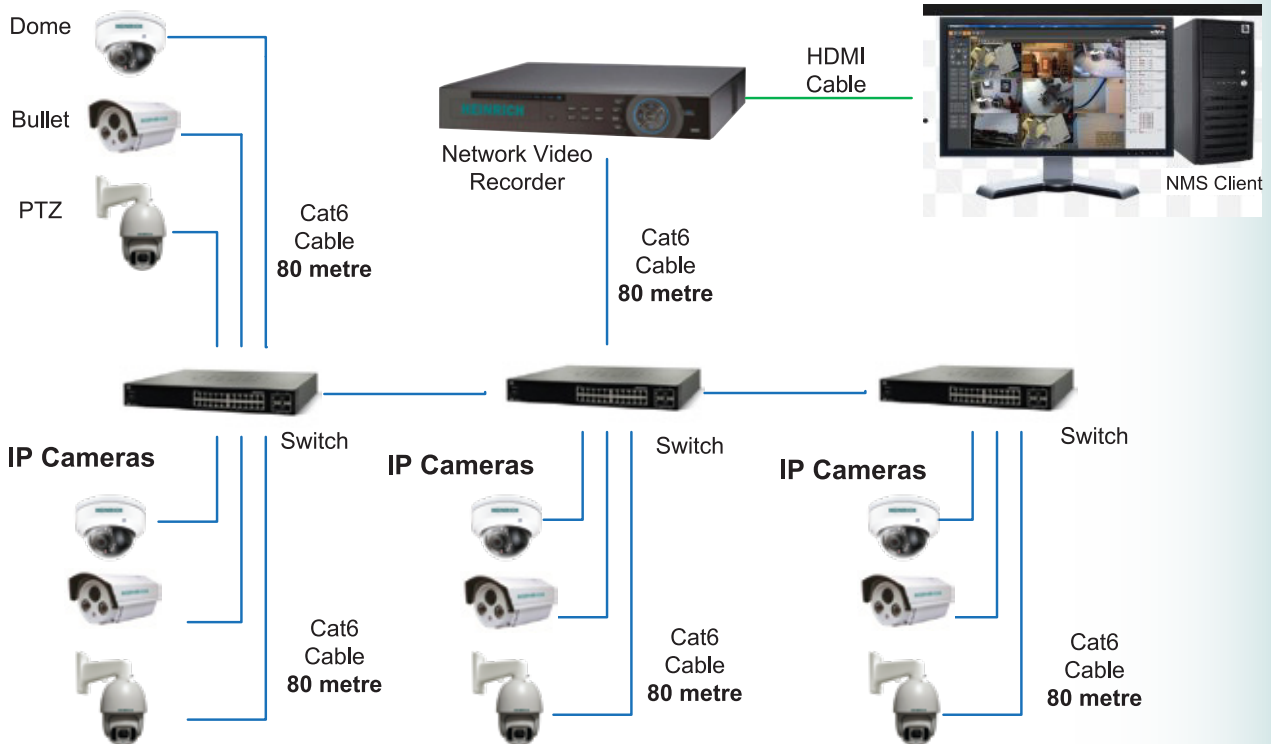 Dome
Bullet
PTZ
Cat6
Cable
80 metre
HEINRICH
Network Video
Recorder
HDMI
Cable
NMS Client
Cat6
Cable
80 metre
Switch
Switch
Switch
IP Cameras
IP Cameras
IP Cameras
Cat6
Cable
80 metre
Cat6
Cable
80 metre
Cat6
Cable
80 metre